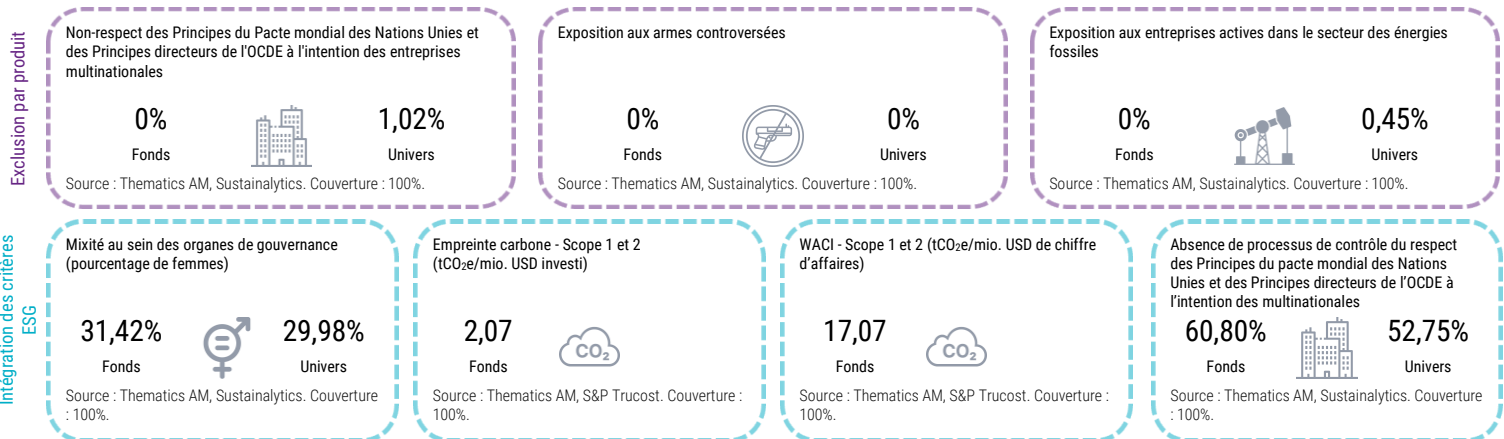 Exclusion par produit
Non-respect des Principes du Pacte mondial des Nations Unies et
des Principes directeurs de l'OCDE à l'intention des entreprises
multinationales
0%
Fonds
1,02%
Univers
Source : Thematics AM, Sustainalytics. Couverture : 100%.
Exposition aux armes controversées
0%
Fonds
0%
Univers
Source : Thematics AM, Sustainalytics. Couverture : 100%.
Exposition aux entreprises actives dans le secteur des énergies
fossiles
0%
Fonds
0,45%
Univers
Source : Thematics AM, Sustainalytics. Couverture : 100%.
Intégration des critères
ESG
Mixité au sein des organes de gouvernance
(pourcentage de femmes)
31,42%
Fonds
29,98%
Univers
Source : Thematics AM, Sustainalytics. Couverture
: 100%.
Empreinte carbone - Scope 1 et 2
(tCO₂e/mio. USD investi)
2,07
Fonds
CO₂
Source : Thematics AM, S&P Trucost. Couverture :
100%.
WACI - Scope 1 et 2 (tCO₂e/mio. USD de chiffre
d'affaires)
17,07
Fonds
CO₂
Source : Thematics AM, S&P Trucost. Couverture :
100%.
Absence de processus de contrôle du respect
des Principes du pacte mondial des Nations
Unies et des Principes directeurs de l'OCDE à
l'intention des multinationales
60,80%
Fonds
52,75%
Univers
Source : Thematics AM, Sustainalytics. Couverture
: 100%.